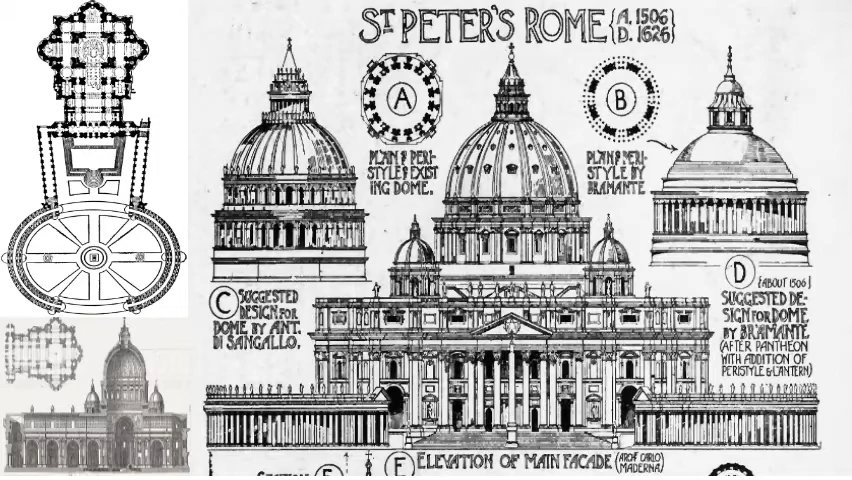 ST PETER'S ROME { A. 1506
D. 1626 }
A
PLAN & PERI-
STYLE & EXIST
ING DOME.
B
PLAN & PERI-
STYLE BY
BRAMANTE
C SUGGESTED
DESIGN FOR
DOME BY ANT.
DI SANGALLO.
D {ABOUT 1506}
SUGGESTED DE-
SIGN FOR DOME
BY BRAMANTE
(AFTER PANTHEON
WITH ADDITION OF
PERISTYLE & LANTERN)
E ELEVATION OF MAIN FACADE (ARCHT CARLO
MADERNA)